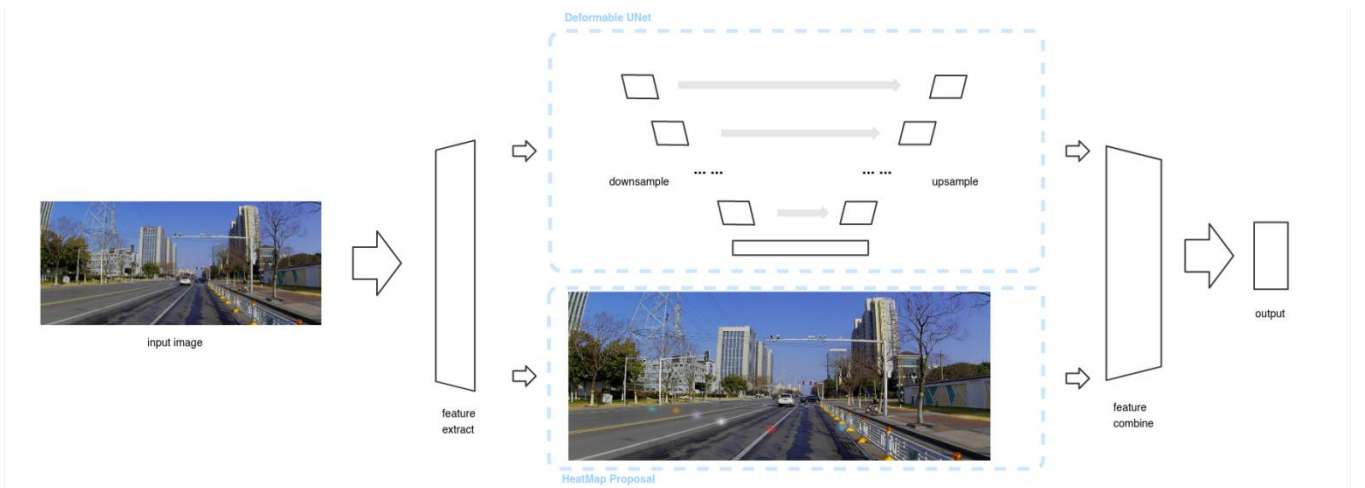 Deformable UNet
... ...
... ...
downsample
upsample
input image
output
feature
extract
feature
combine
HeatMap Proposal